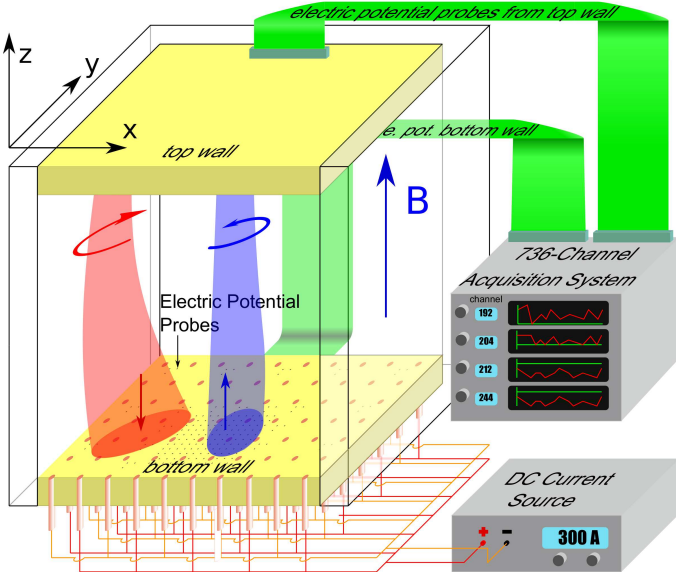 electric potential probes from top wall
z
y
x
top wall
e. pot. bottom wall
B
736-Channel
Acquisition System
channel
192
204
212
244
Electric Potential
Probes
bottom wall
DC Current
Source
+ -
300 A